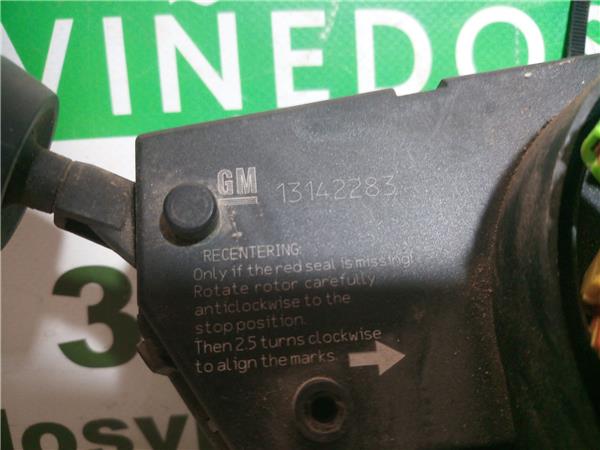 VIÑEDOS
GM 13142283
RECENTERING:
Only if the red seal is missing!
Rotate rotor carefully
anticlockwise to the
stop position.
Then 2.5 turns clockwise
to align the marks
3